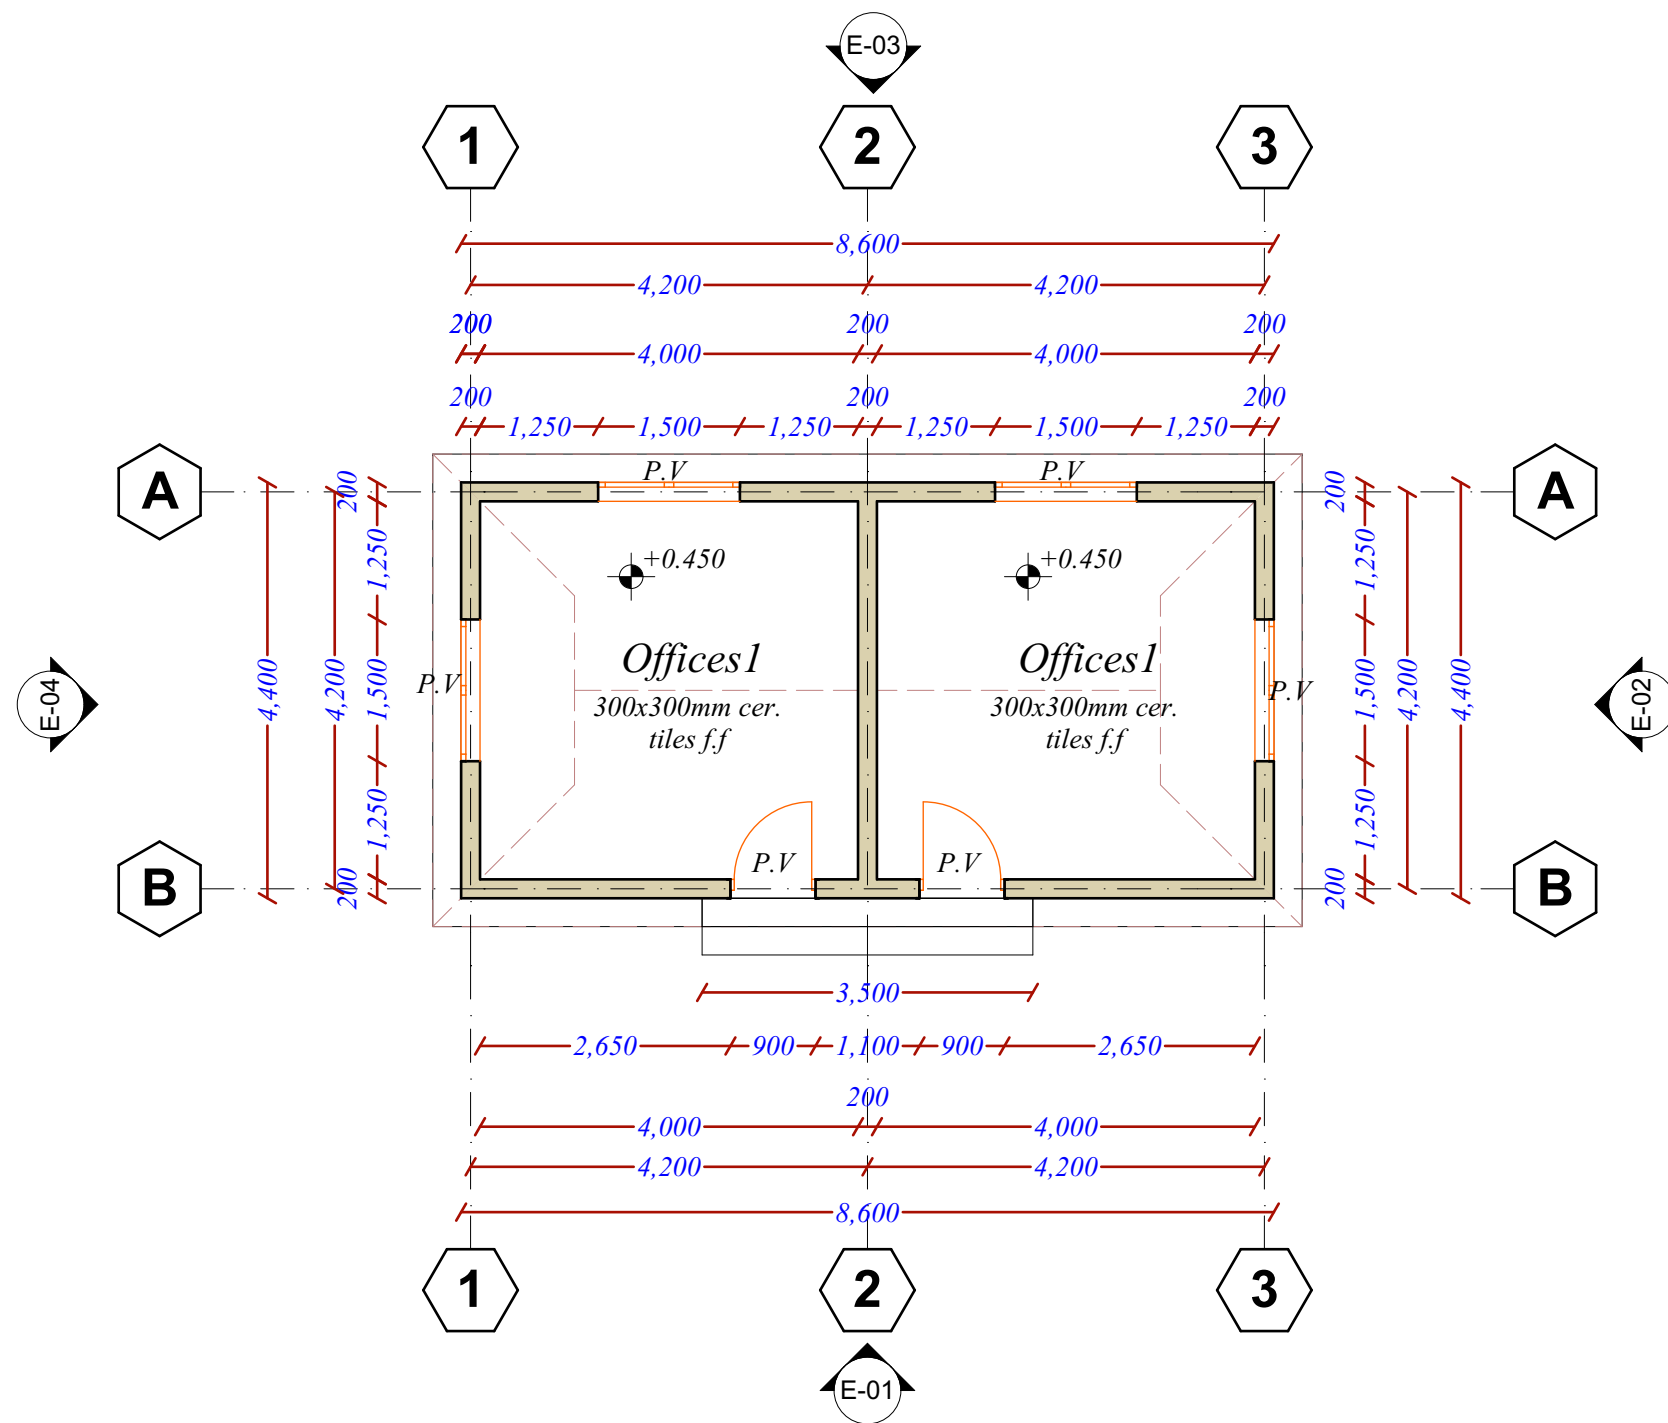 E-03
1 2 3
8,600
4,200 4,200
200 200 200
4,000 4,000
200 200 200
1,250 1,500 1,250 1,250 1,500 1,250
P.V P.V
A A
200 200
+0.450 +0.450
1,250 1,250
Offices1 Offices1
4,400 4,200 1,500 1,500 4,200 4,400
P.V P.V
E-04 E-02
300x300mm cer. 300x300mm cer.
tiles f.f tiles f.f
1,250 1,250
P.V P.V
B B
200 200
3,500
2,650 900 1,100 900 2,650
200
4,000 4,000
4,200 4,200
8,600
1 2 3
E-01